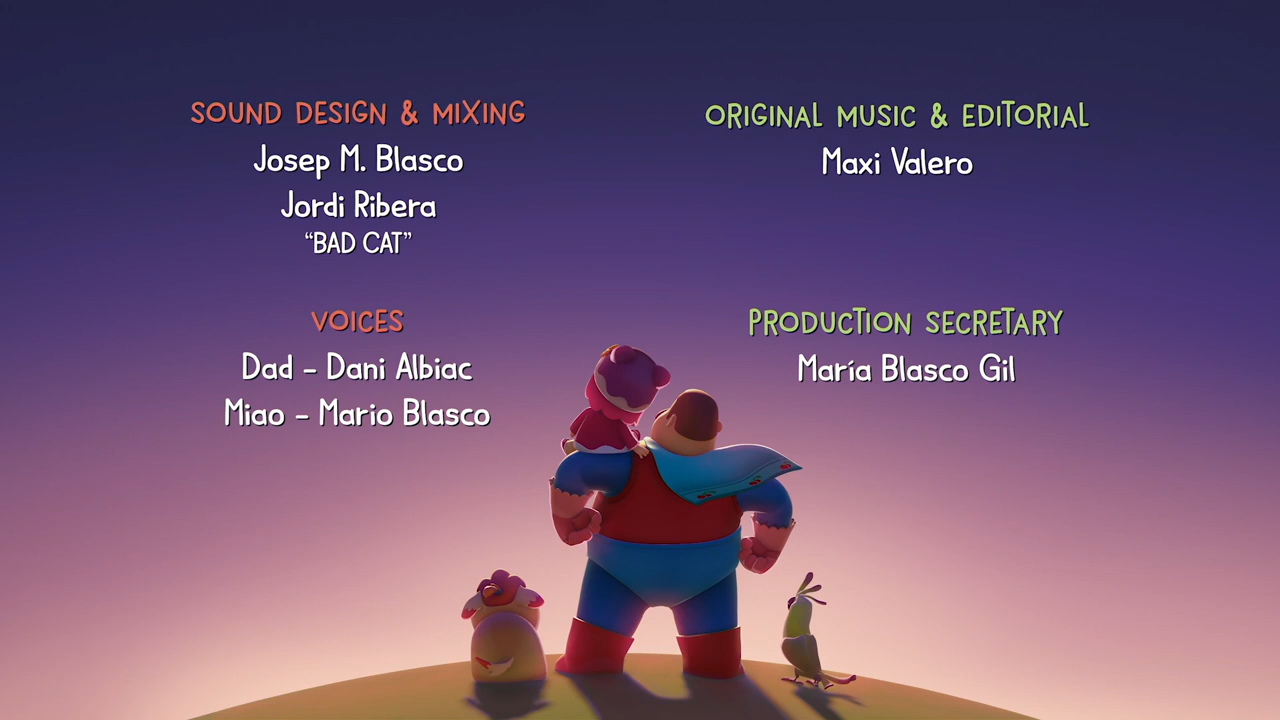 SOUND DESIGN & MIXING
Josep M. Blasco
Jordi Ribera
“BAD CAT”
ORIGINAL MUSIC & EDITORIAL
Maxi Valero
VOICES
Dad - Dani Albiac
Miao - Mario Blasco
PRODUCTION SECRETARY
María Blasco Gil